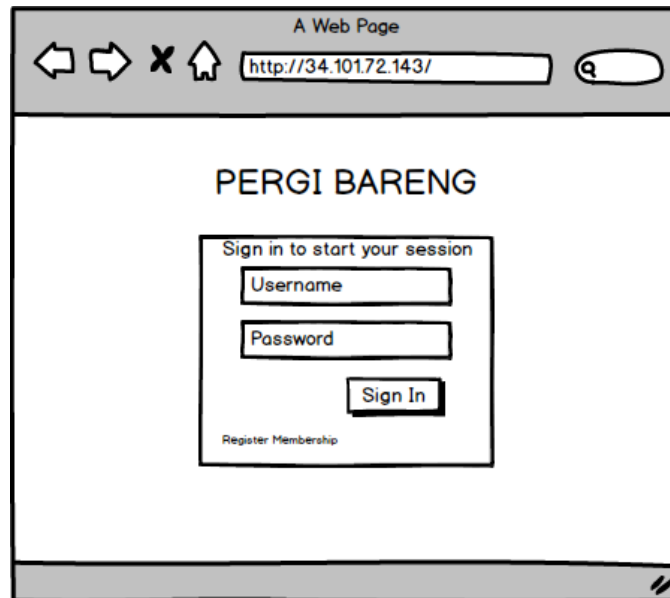 A Web Page
http://34.101.72.143/
PERGI BARENG
Sign in to start your session
Username
Password
Sign In
Register Membership